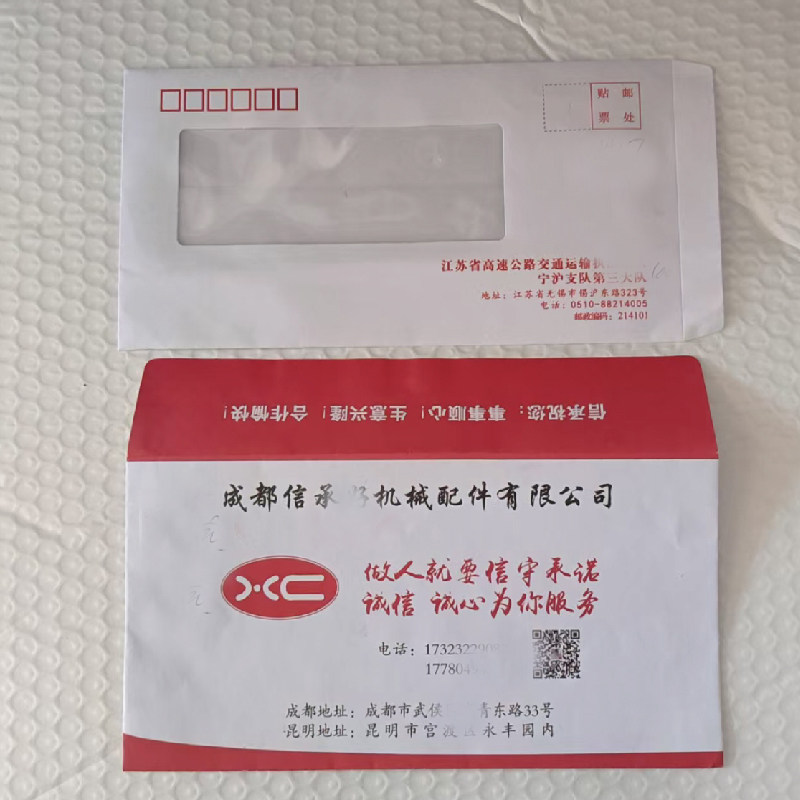 贴 邮
票 处
江苏省高速公路交通运输
宁沪支队第三大队
地址：江苏省无锡市锡沪东路323号
电话：0510-88214005
邮政编码：214101
信承祝您：事事顺心！生意兴隆！合作愉快！
成都信承 机械配件有限公司
XC
做人就要信守承诺
诚信 诚心为你服务
电话：17323229
17780
成都地址：成都市武侯 青东路33号
昆明地址：昆明市官渡区永丰园内